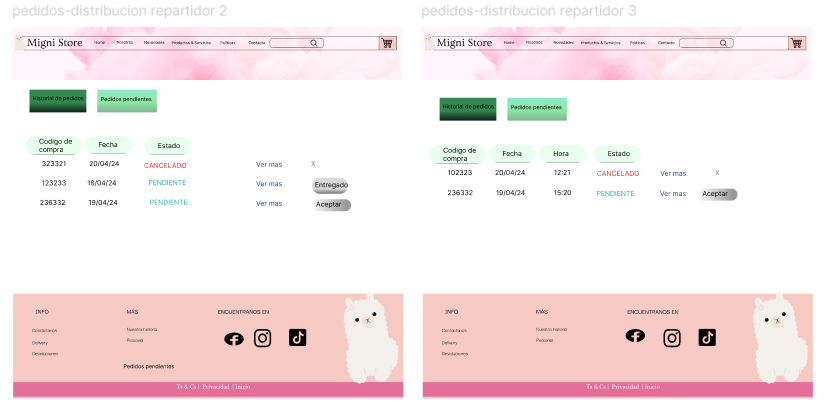 pedidos-distribucion repartidor 2
Migni Store Home Nosotros Novedades Productos & Servicios Politicas Contacto
Historial de pedidos Pedidos pendientes
Codigo de compra Fecha Estado
323321 20/04/24 CANCELADO Ver mas X
123233 18/04/24 PENDIENTE Ver mas Entregado
236332 19/04/24 PENDIENTE Ver mas Aceptar
INFO MÁS ENCUENTRANOS EN
Contáctanos Nuestra historia
Delivery Personal
Devoluciones
Pedidos pendientes
Ts & Cs | Privacidad | Inicio
pedidos-distribucion repartidor 3
Migni Store Home Nosotros Novedades Productos & Servicios Politicas Contacto
Historial de pedidos Pedidos pendientes
Codigo de compra Fecha Hora Estado
102323 20/04/24 12:21 CANCELADO Ver mas X
236332 19/04/24 15:20 PENDIENTE Ver mas Aceptar
INFO MÁS ENCUENTRANOS EN
Contáctanos Nuestra historia
Delivery Personal
Devoluciones
Ts & Cs | Privacidad | Inicio